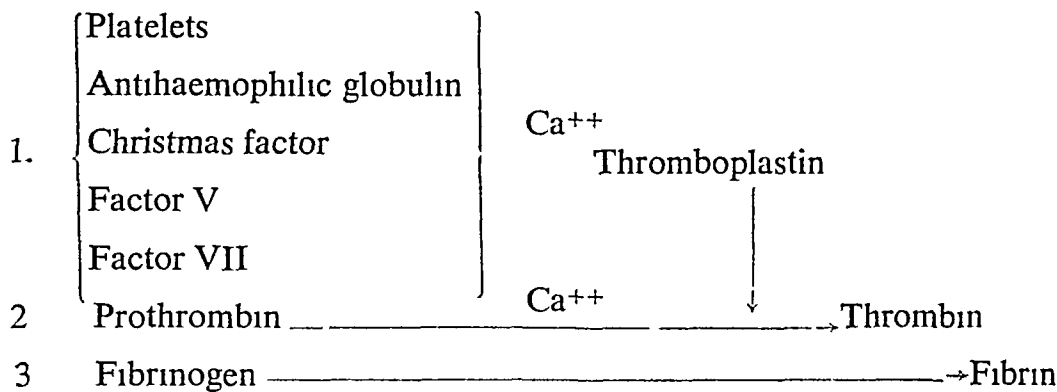 Platelets
Antihaemophilic globulin
Ca++
1. Christmas factor
Thromboplastin
Factor V
Factor VII
Ca++
2 Prothrombin → Thrombin
3 Fibrinogen → Fibrin